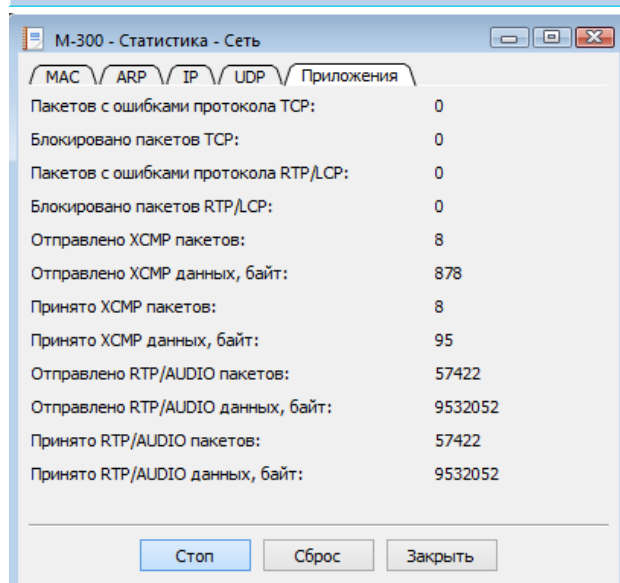 М-300 - Статистика - Сеть
MAC ARP IP UDP Приложения
Пакетов с ошибками протокола TCP: 0
Блокировано пакетов TCP: 0
Пакетов с ошибками протокола RTP/LCP: 0
Блокировано пакетов RTP/LCP: 0
Отправлено XCMP пакетов: 8
Отправлено XCMP данных, байт: 878
Принято XCMP пакетов: 8
Принято XCMP данных, байт: 95
Отправлено RTP/AUDIO пакетов: 57422
Отправлено RTP/AUDIO данных, байт: 9532052
Принято RTP/AUDIO пакетов: 57422
Принято RTP/AUDIO данных, байт: 9532052
Стоп Сброс Закрыть